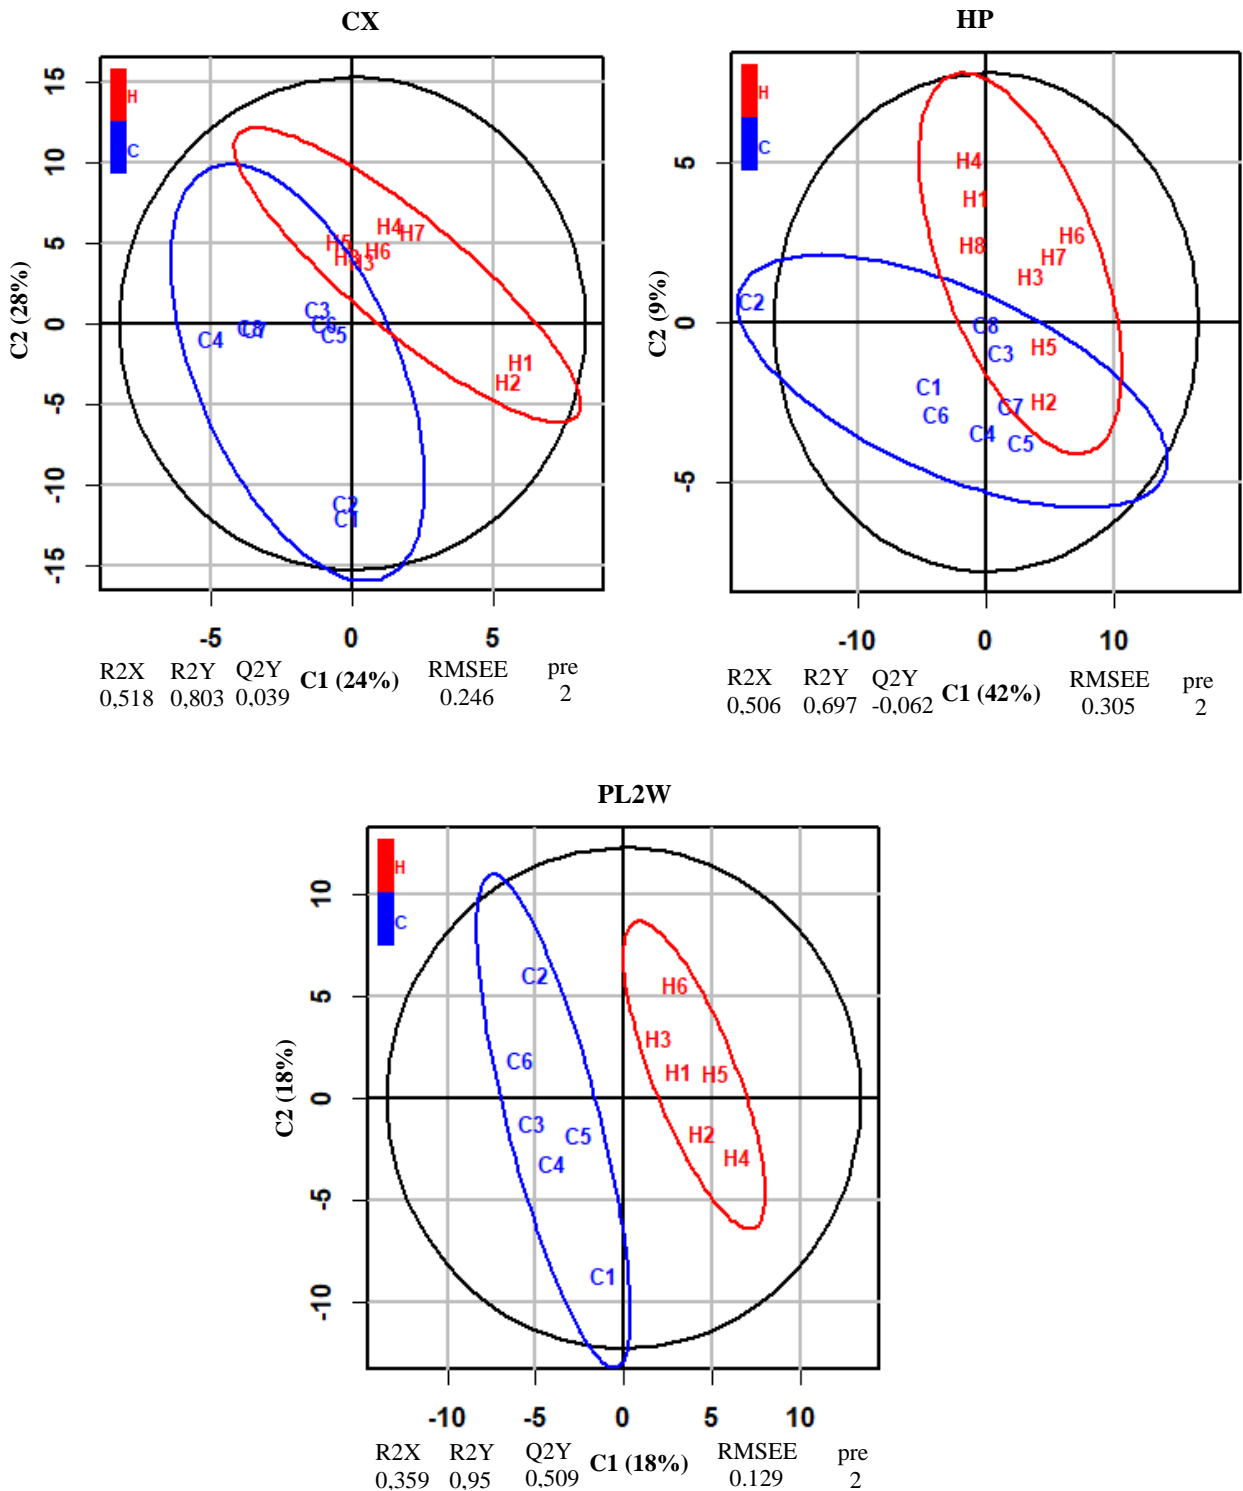 CX
H
C
15
10
5
0
-5
-10
-15
C2 (28%)
H4
H7
H5
H6
C3
C6
C5
C4
C8
H1
H2
C2
C1
-5 0 5
R2X R2Y Q2Y C1 (24%) RMSEE pre
0,518 0,803 0,039 0.246 2
HP
H
C
5
0
-5
C2 (9%)
H4
H1
H8
H6
H7
H3
C2
C8
H5
C3
C1
C7
H2
C6
C4
C5
-10 0 10
R2X R2Y Q2Y C1 (42%) RMSEE pre
0,506 0,697 -0,062 0.305 2
PL2W
H
C
10
5
0
-5
-10
C2 (18%)
C2
H6
H3
C6
H1
H5
C3
C5
H2
C4
H4
C1
-10 -5 0 5 10
R2X R2Y Q2Y C1 (18%) RMSEE pre
0,359 0,95 0,509 0.129 2